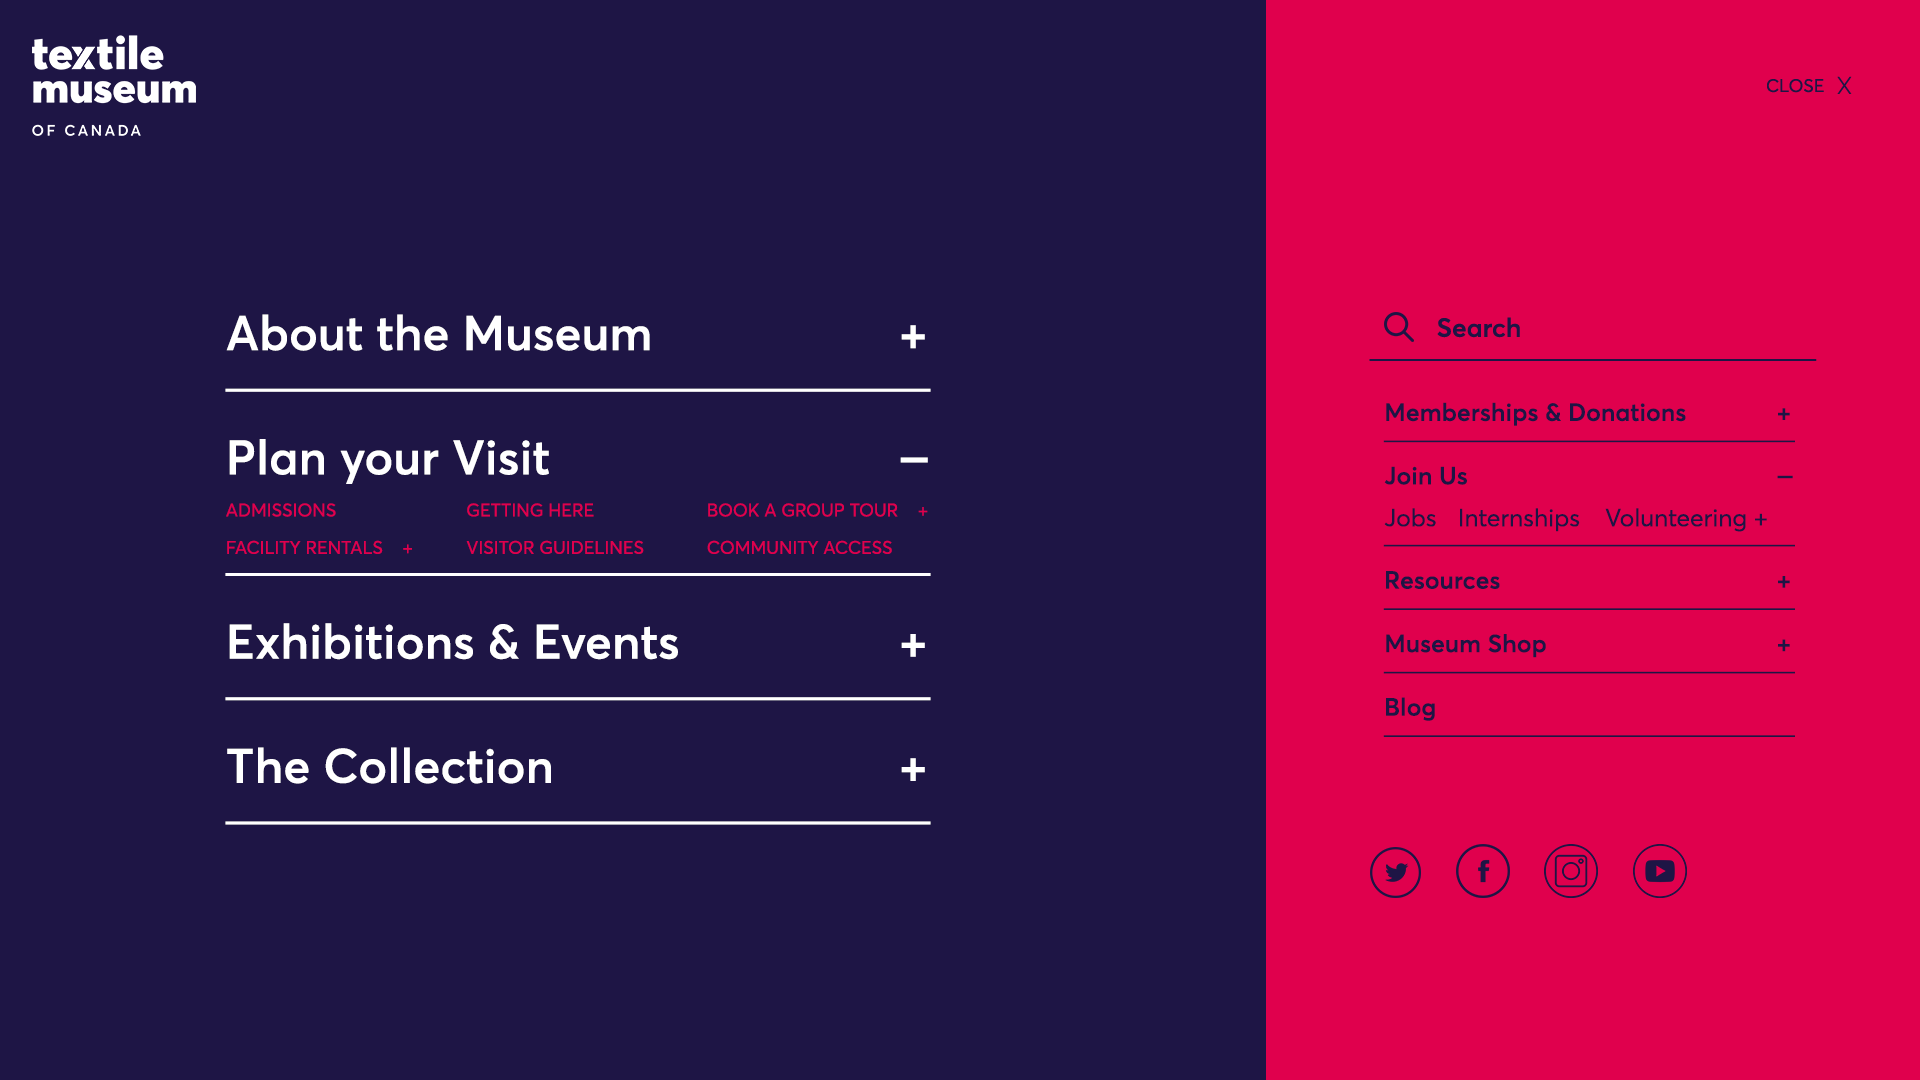 textile
museum
OF CANADA
About the Museum +
Plan your Visit –
ADMISSIONS GETTING HERE BOOK A GROUP TOUR +
FACILITY RENTALS + VISITOR GUIDELINES COMMUNITY ACCESS
Exhibitions & Events +
The Collection +
CLOSE X
Search
Memberships & Donations +
Join Us –
Jobs Internships Volunteering +
Resources +
Museum Shop +
Blog